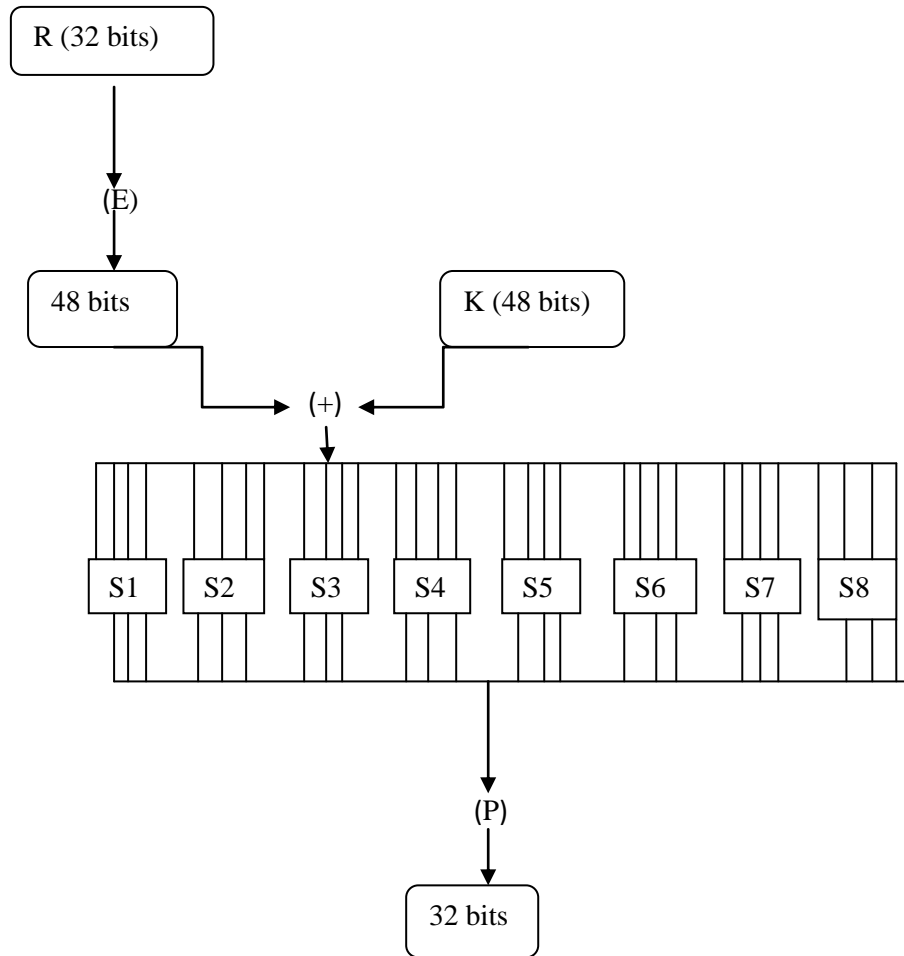 R (32 bits)
(E)
48 bits
K (48 bits)
(+)
S1 S2 S3 S4 S5 S6 S7 S8
(P)
32 bits